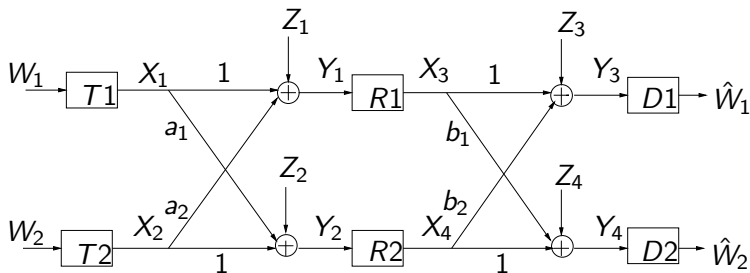 Z₁ Z₃
W₁ T1 X₁ 1 Y₁ R1 X₃ 1 Y₃ D1 Ŵ₁
a₁ b₁
a₂ Z₂ b₂ Z₄
W₂ T2 X₂ 1 Y₂ R2 X₄ 1 Y₄ D2 Ŵ₂